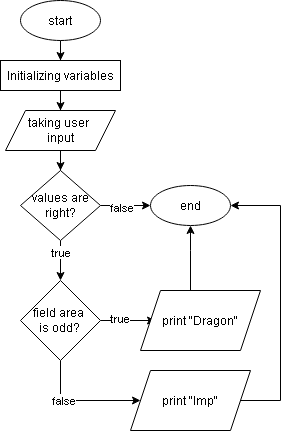 start
Initializing variables
taking user
input
values are
right?
false
end
true
field area
is odd?
true
print "Dragon"
false
print "Imp"